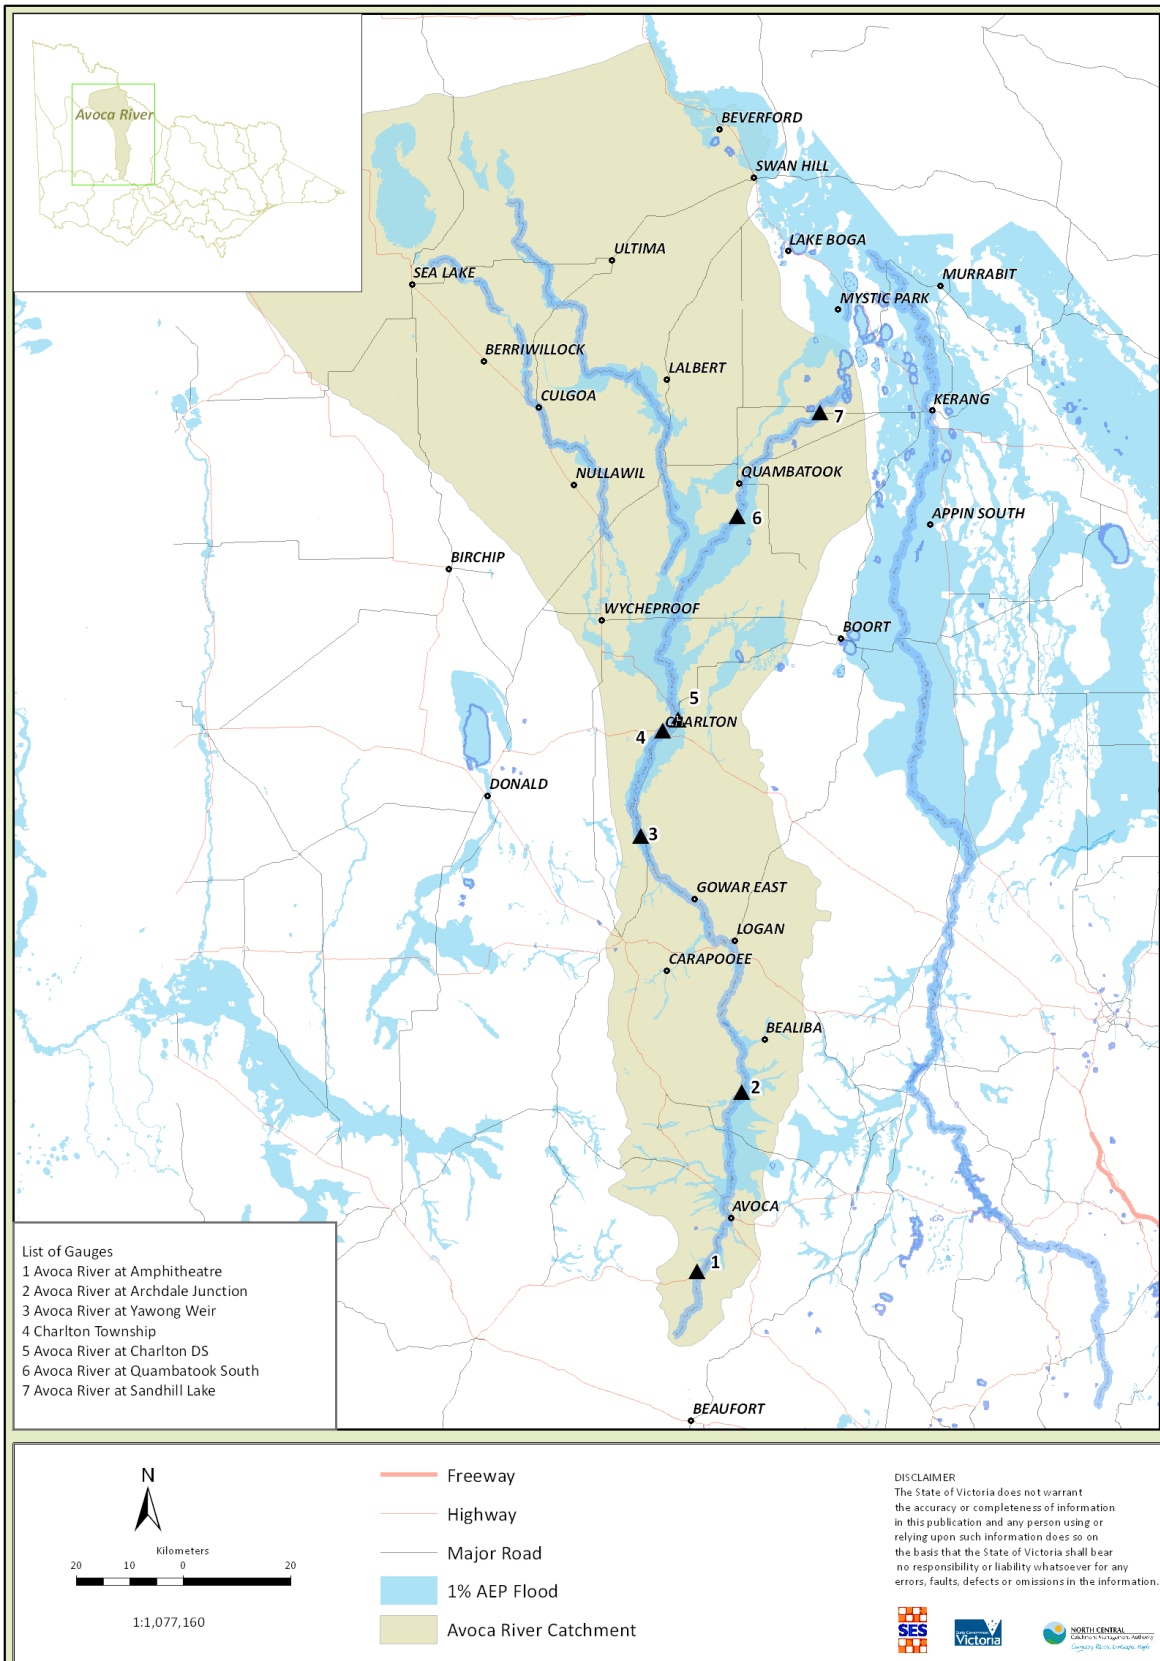 Avoca River
BEVERFORD
SWAN HILL
LAKE BOGA
ULTIMA
SEA LAKE
MURRABIT
MYSTIC PARK
BERRIWILLOCK
LALBERT
CULGOA
KERANG
7
NULLAWIL
QUAMBATOOK
6
APPIN SOUTH
BIRCHIP
WYCHEPROOF
BOORT
5
CHARLTON
4
DONALD
3
GOWAR EAST
LOGAN
CARAPOOEE
BEALIBA
2
AVOCA
1
BEAUFORT
List of Gauges
1 Avoca River at Amphitheatre
2 Avoca River at Archdale Junction
3 Avoca River at Yawong Weir
4 Charlton Township
5 Avoca River at Charlton DS
6 Avoca River at Quambatook South
7 Avoca River at Sandhill Lake
N
Kilometers
20 10 0 20
1:1,077,160
Freeway
Highway
Major Road
1% AEP Flood
Avoca River Catchment
DISCLAIMER
The State of Victoria does not warrant
the accuracy or completeness of information
in this publication and any person using or
relying upon such information does so on
the basis that the State of Victoria shall bear
no responsibility or liability whatsoever for any
errors, faults, defects or omissions in the information.
SES
State Government
Victoria
NORTH CENTRAL
Catchment Management Authority